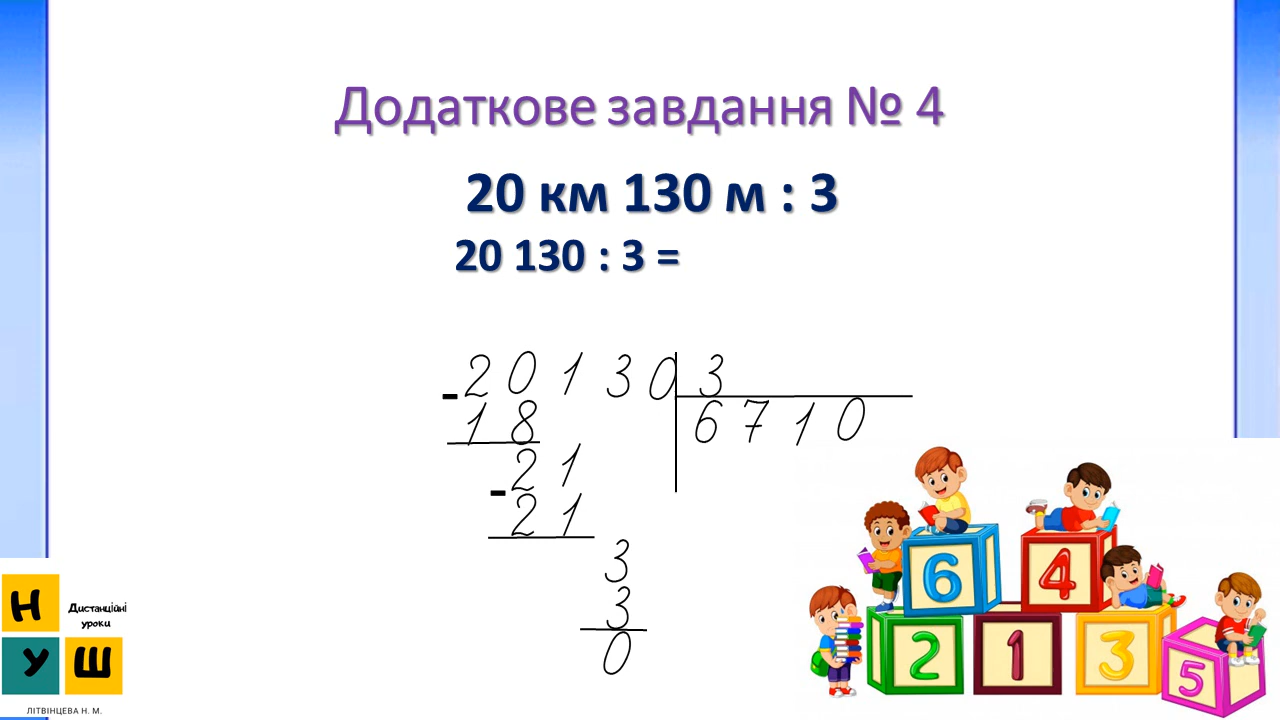 Додаткове завдання № 4
20 км 130 м : 3
20 130 : 3 =
- 20130 3
18 6710
- 21
21
3
3
0
6 4
2 1 3 5
Н
Дистанційні
уроки
У Ш
ЛІТВІНЦЕВА Н. М.